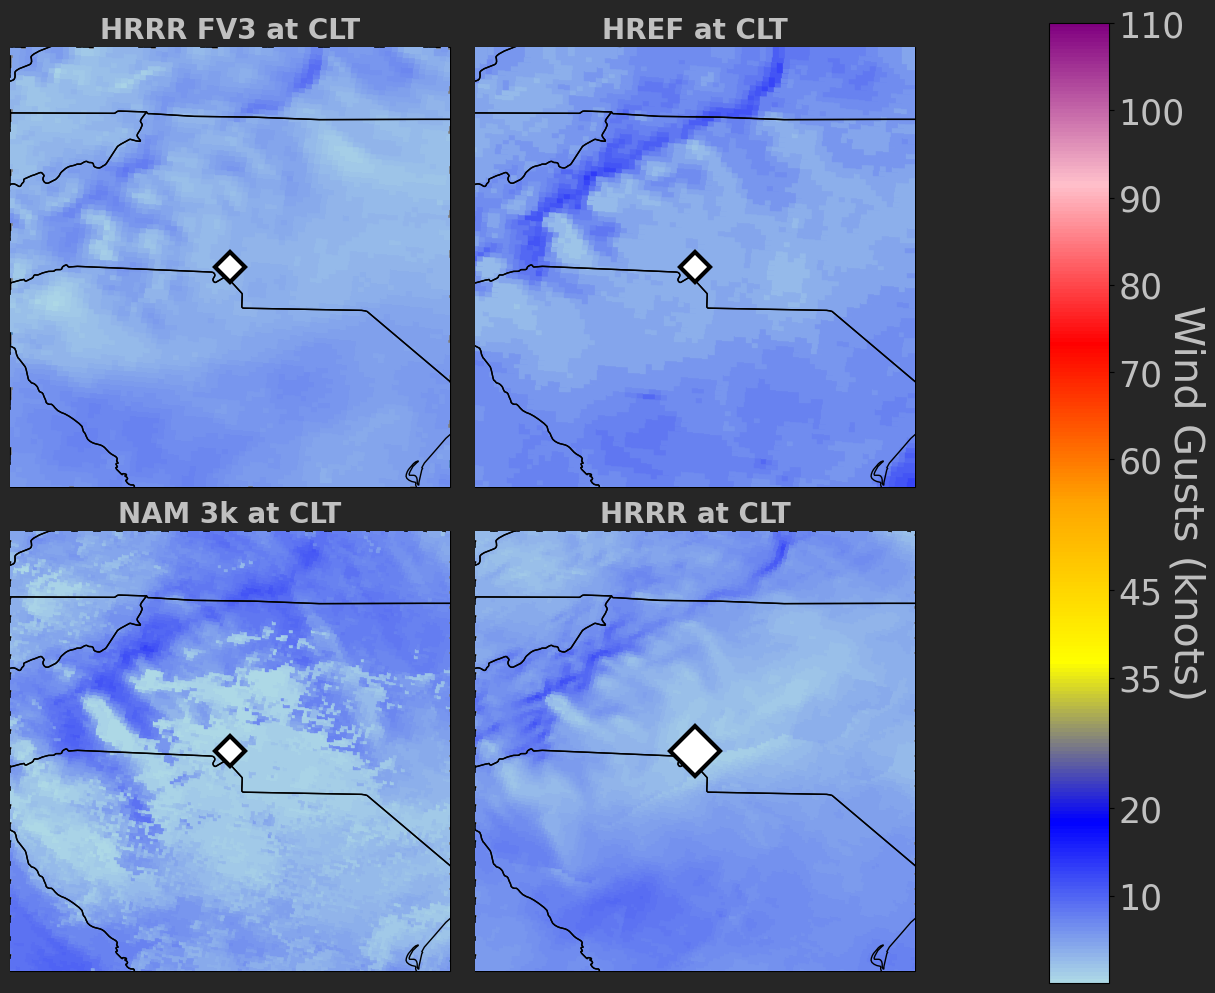 HRRR FV3 at CLT
HREF at CLT
NAM 3k at CLT
HRRR at CLT
110
100
90
80
70
60
45
35
20
10
Wind Gusts (knots)